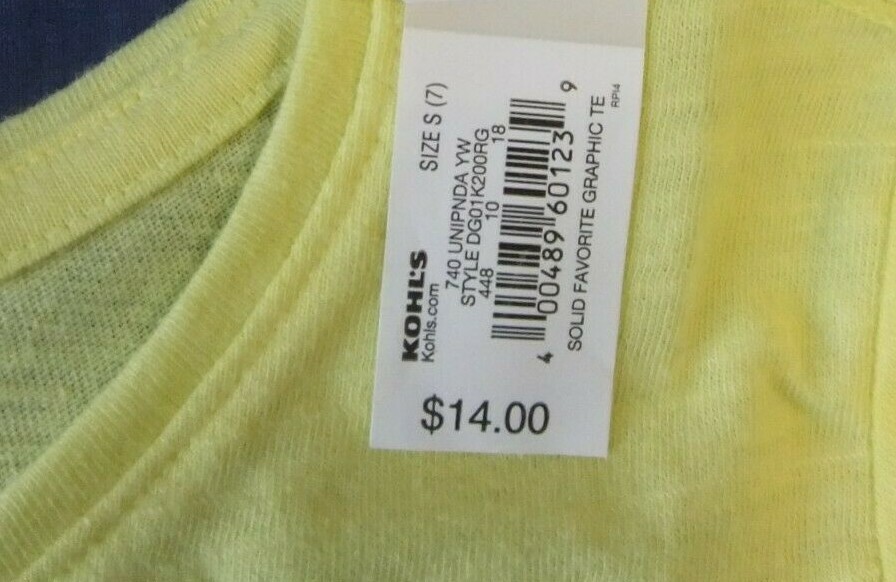 KOHL'S SIZE S (7)
Kohls.com
740 UNIPNDA YW
STYLE DG01K200RG
448 10 18
4 00489 60123 9
SOLID FAVORITE GRAPHIC TE
RPI4
$14.00